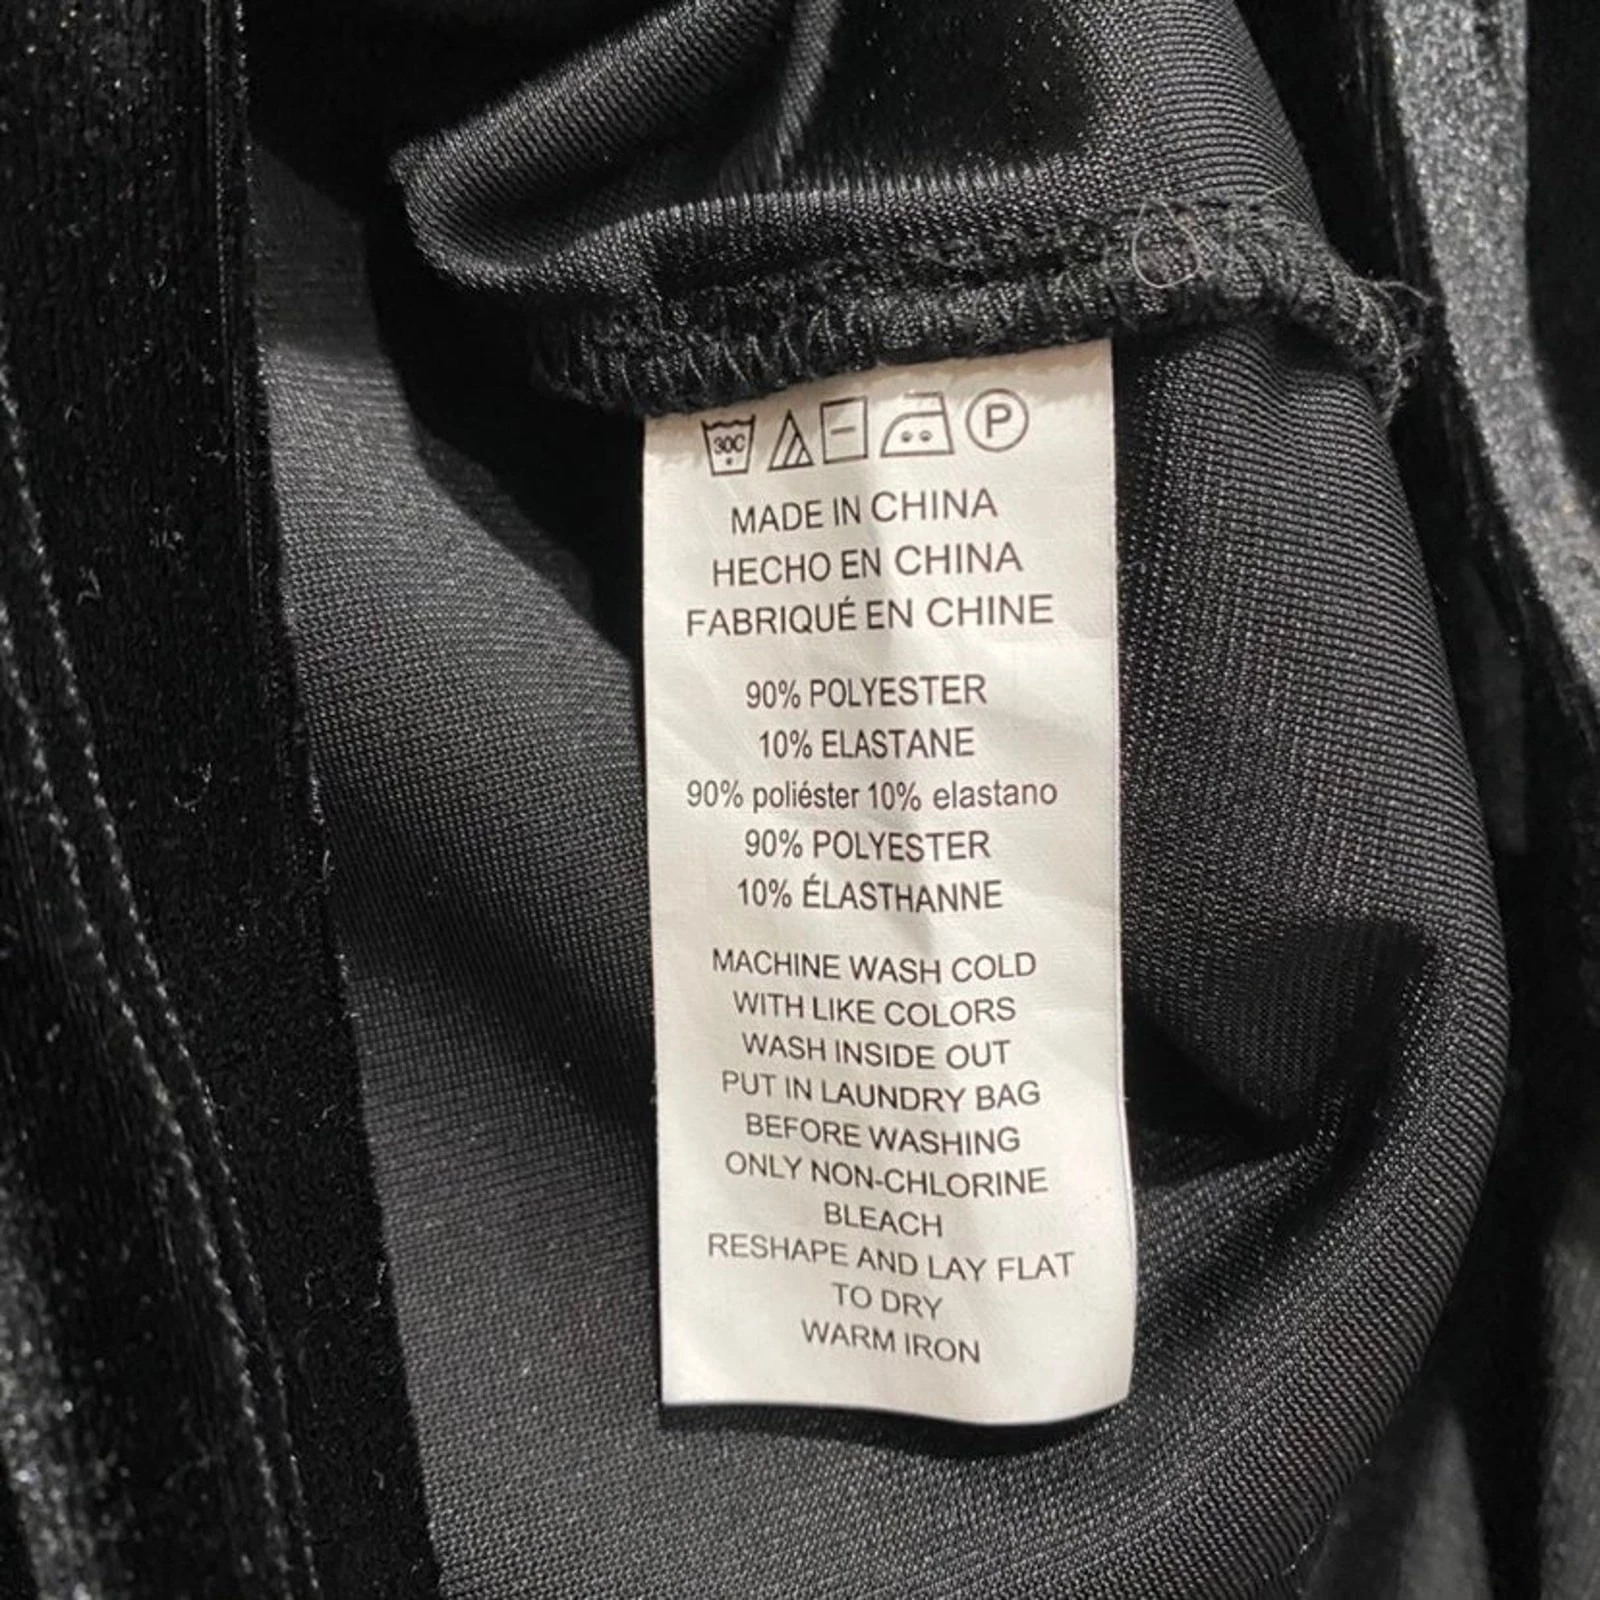 30C P
MADE IN CHINA
HECHO EN CHINA
FABRIQUÉ EN CHINE
90% POLYESTER
10% ELASTANE
90% poliéster 10% elastano
90% POLYESTER
10% ÉLASTHANNE
MACHINE WASH COLD
WITH LIKE COLORS
WASH INSIDE OUT
PUT IN LAUNDRY BAG
BEFORE WASHING
ONLY NON-CHLORINE
BLEACH
RESHAPE AND LAY FLAT
TO DRY
WARM IRON